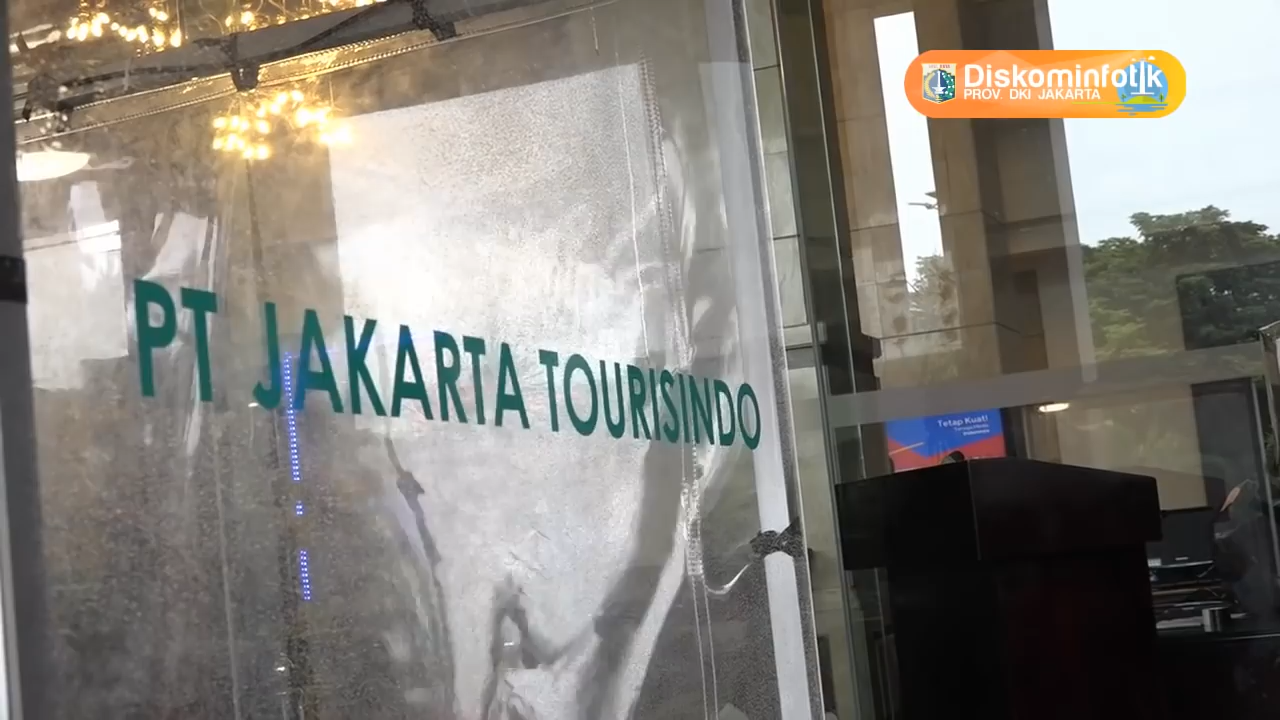 Diskominfotik
PROV. DKI JAKARTA
PT JAKARTA TOURISINDO
Tetap Kuat!